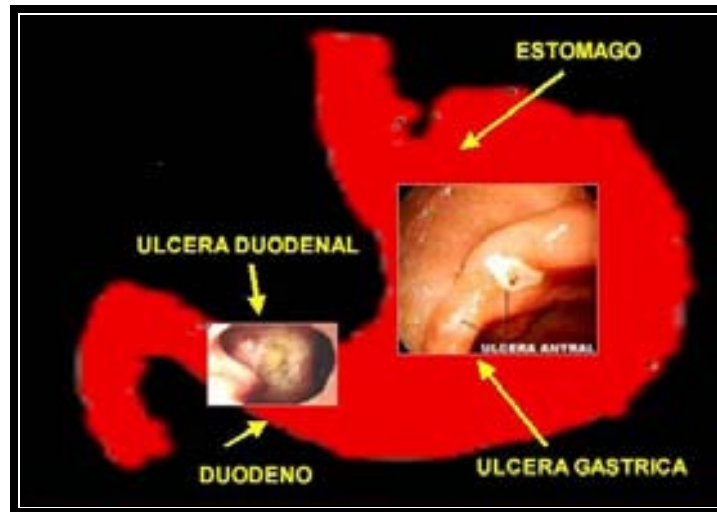 ESTOMAGO
ULCERA DUODENAL
ULCERA ANTRAL
DUODENO
ULCERA GASTRICA